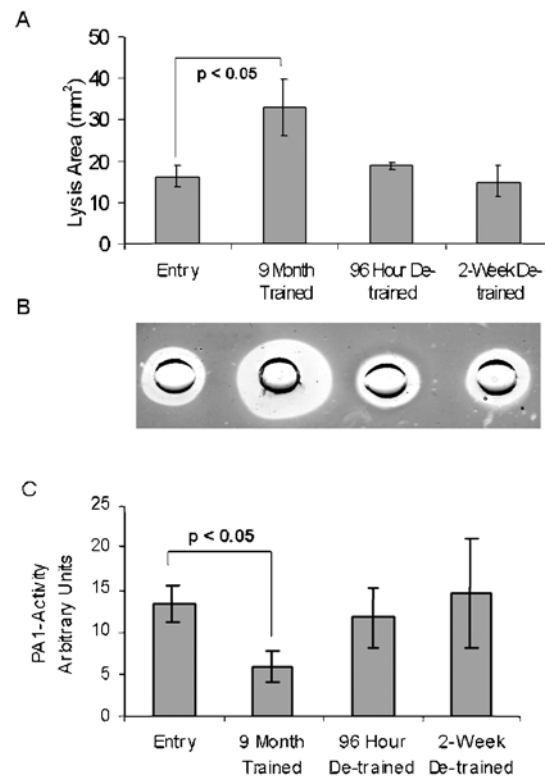 A
50
40
30
20
10
0
Lysis Area (mm²)
p < 0.05
Entry
9 Month
Trained
96 Hour De-
trained
2-Week De-
trained
B
C
25
20
15
10
5
0
PA1-Activity
Arbitrary Units
p < 0.05
Entry
9 Month
Trained
96 Hour
De-trained
2-Week
De-trained